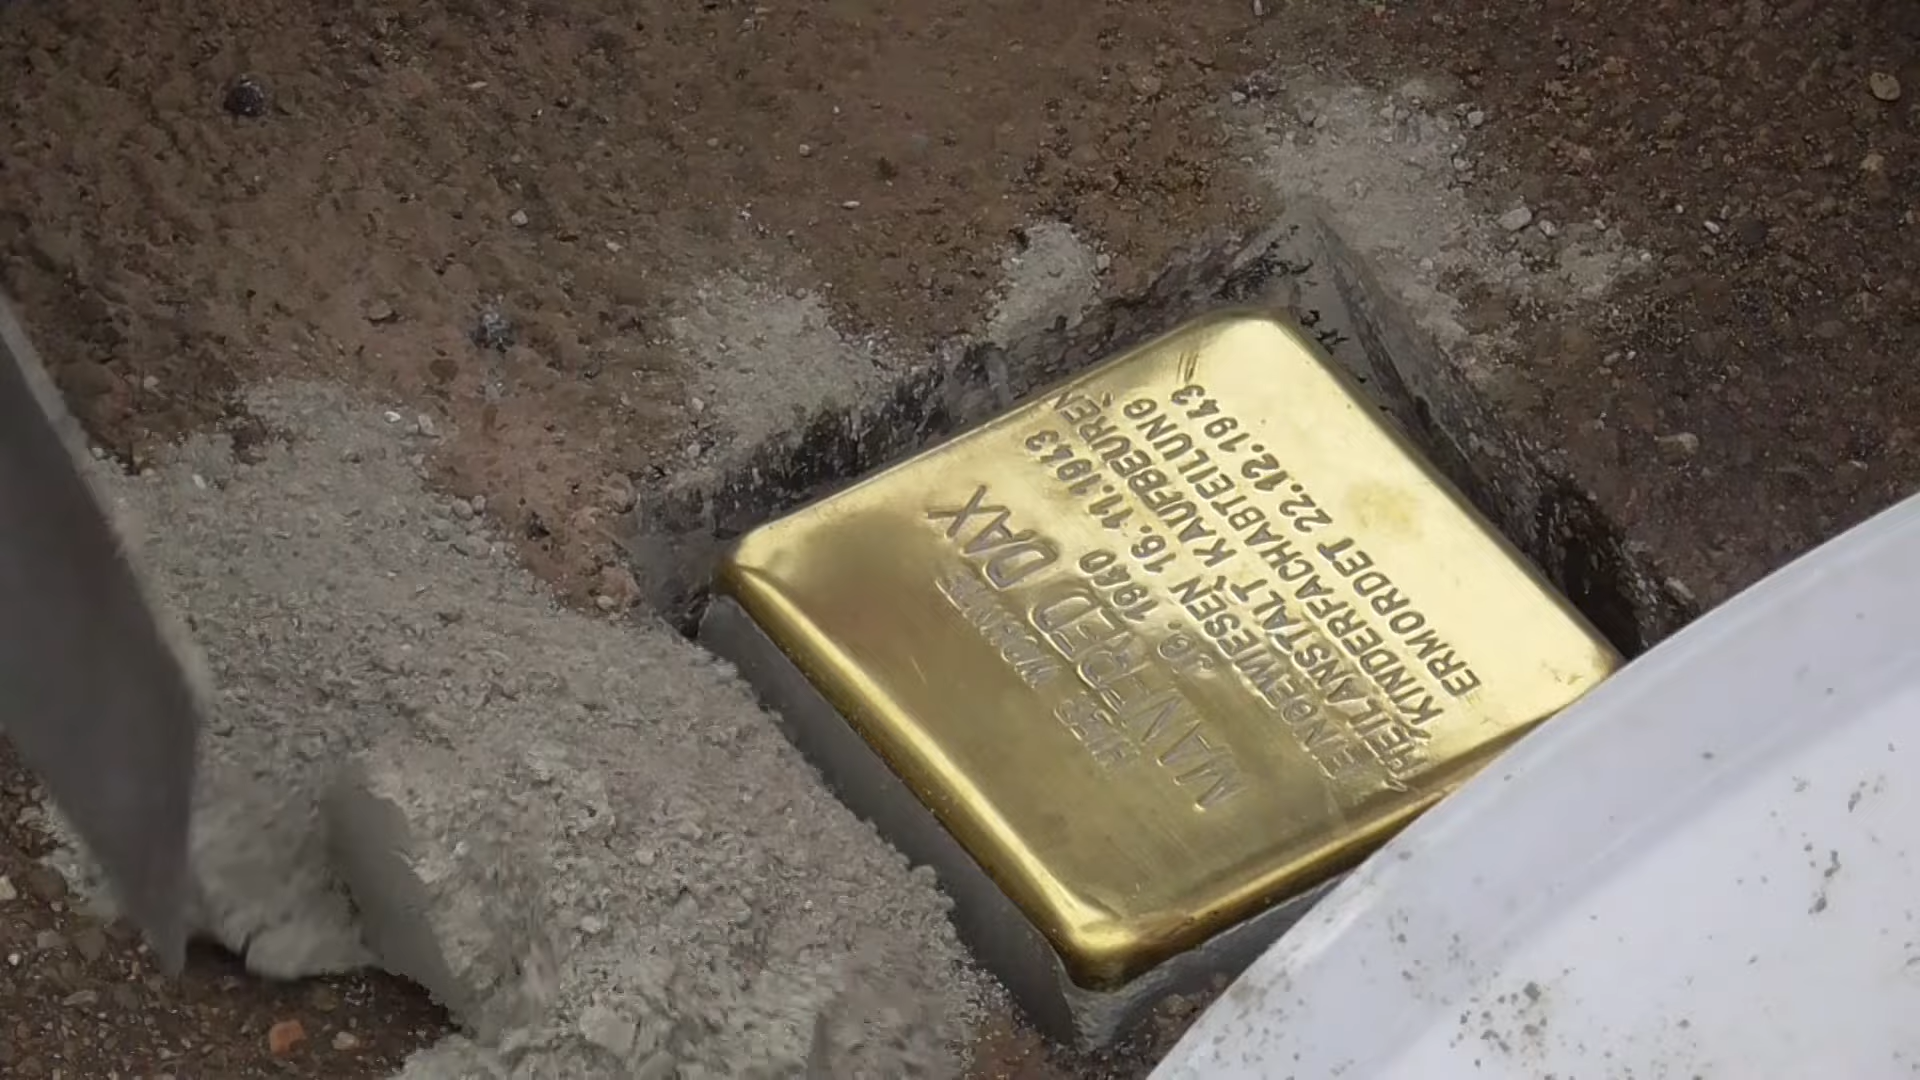 HIER WOHNTE
MANFRED DAX
JG. 1940
EINGEWIESEN 16.11.1943
HEILANSTALT KAUFBEUREN
KINDERFACHABTEILUNG
ERMORDET 22.12.1943